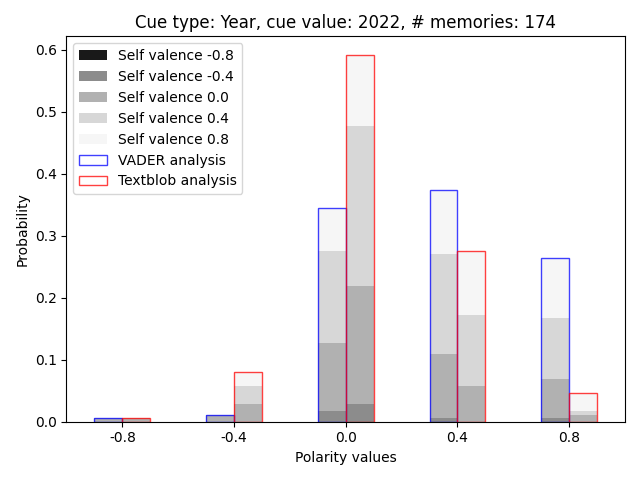 Cue type: Year, cue value: 2022, # memories: 174
Probability
0.6
0.5
0.4
0.3
0.2
0.1
0.0
Self valence -0.8
Self valence -0.4
Self valence 0.0
Self valence 0.4
Self valence 0.8
VADER analysis
Textblob analysis
-0.8 -0.4 0.0 0.4 0.8
Polarity values